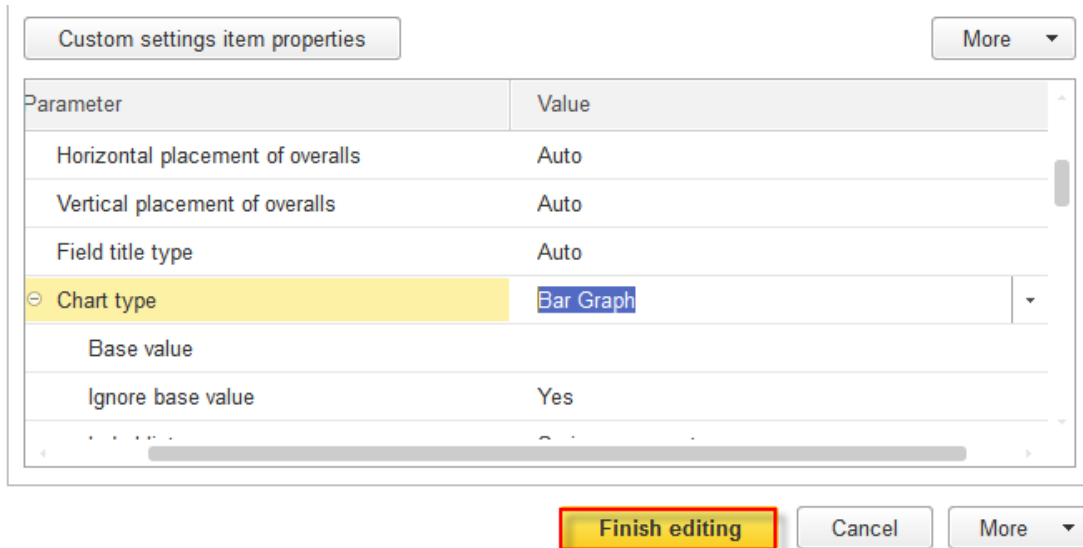 Custom settings item properties More
Parameter Value
Horizontal placement of overalls Auto
Vertical placement of overalls Auto
Field title type Auto
Chart type Bar Graph
Base value
Ignore base value Yes
Finish editing Cancel More